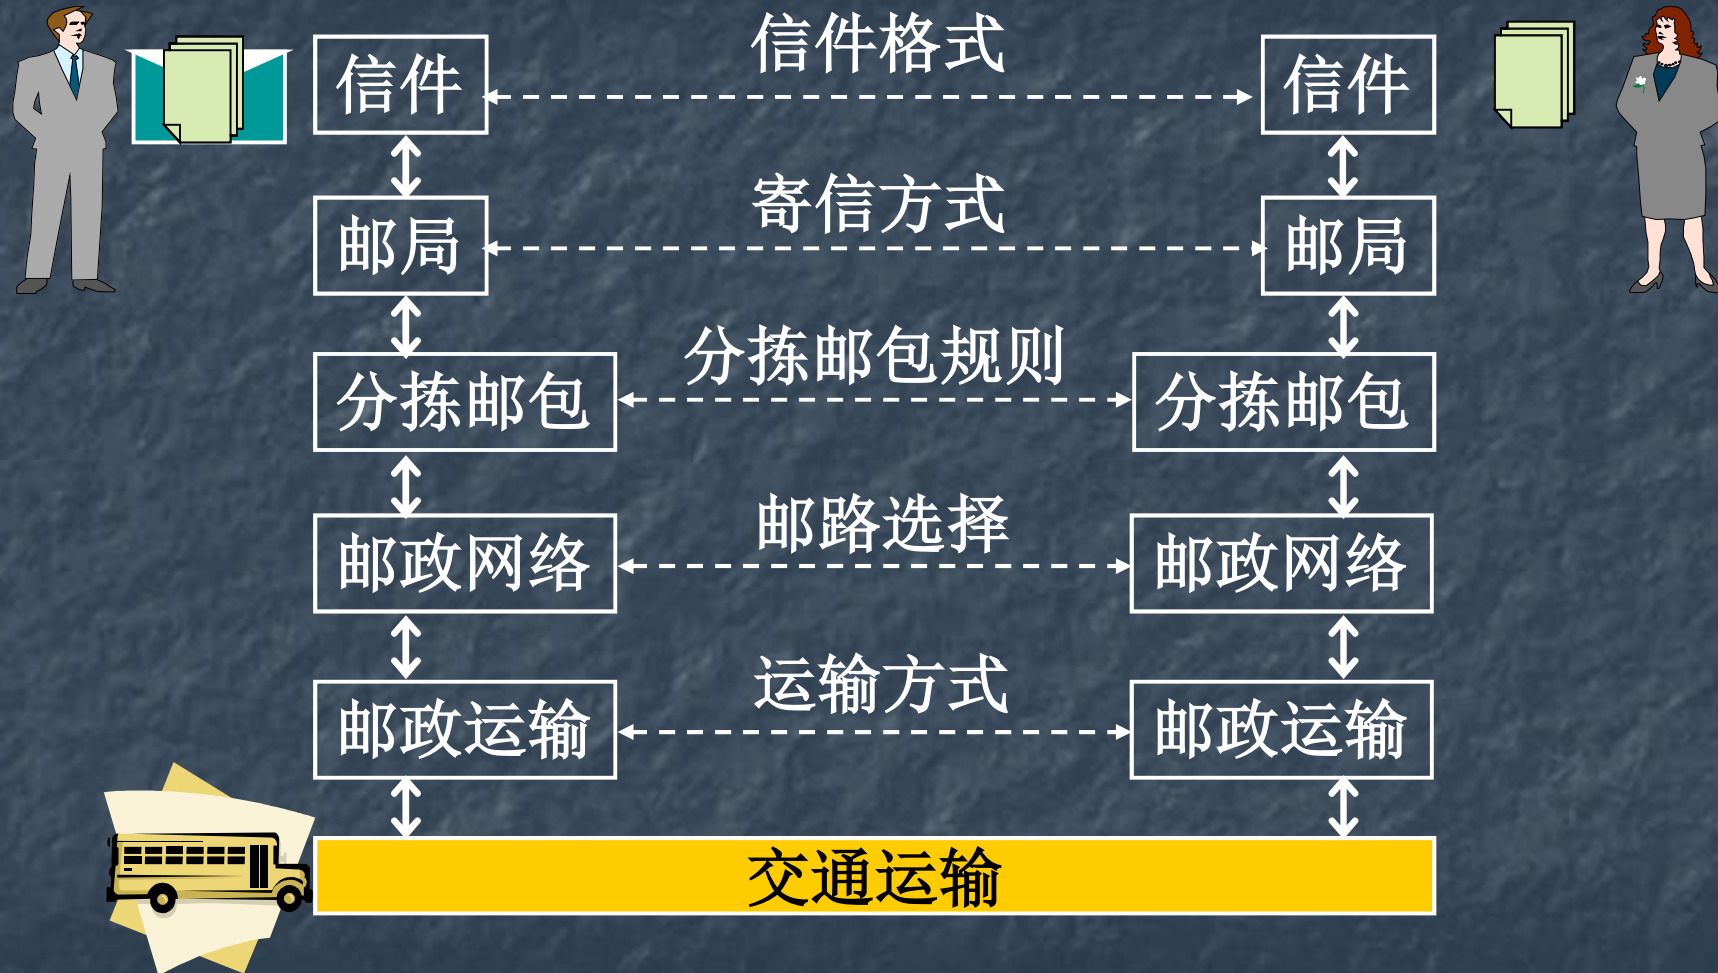 信件格式
信件
信件
寄信方式
邮局
邮局
分拣邮包规则
分拣邮包
分拣邮包
邮路选择
邮政网络
邮政网络
运输方式
邮政运输
邮政运输
交通运输